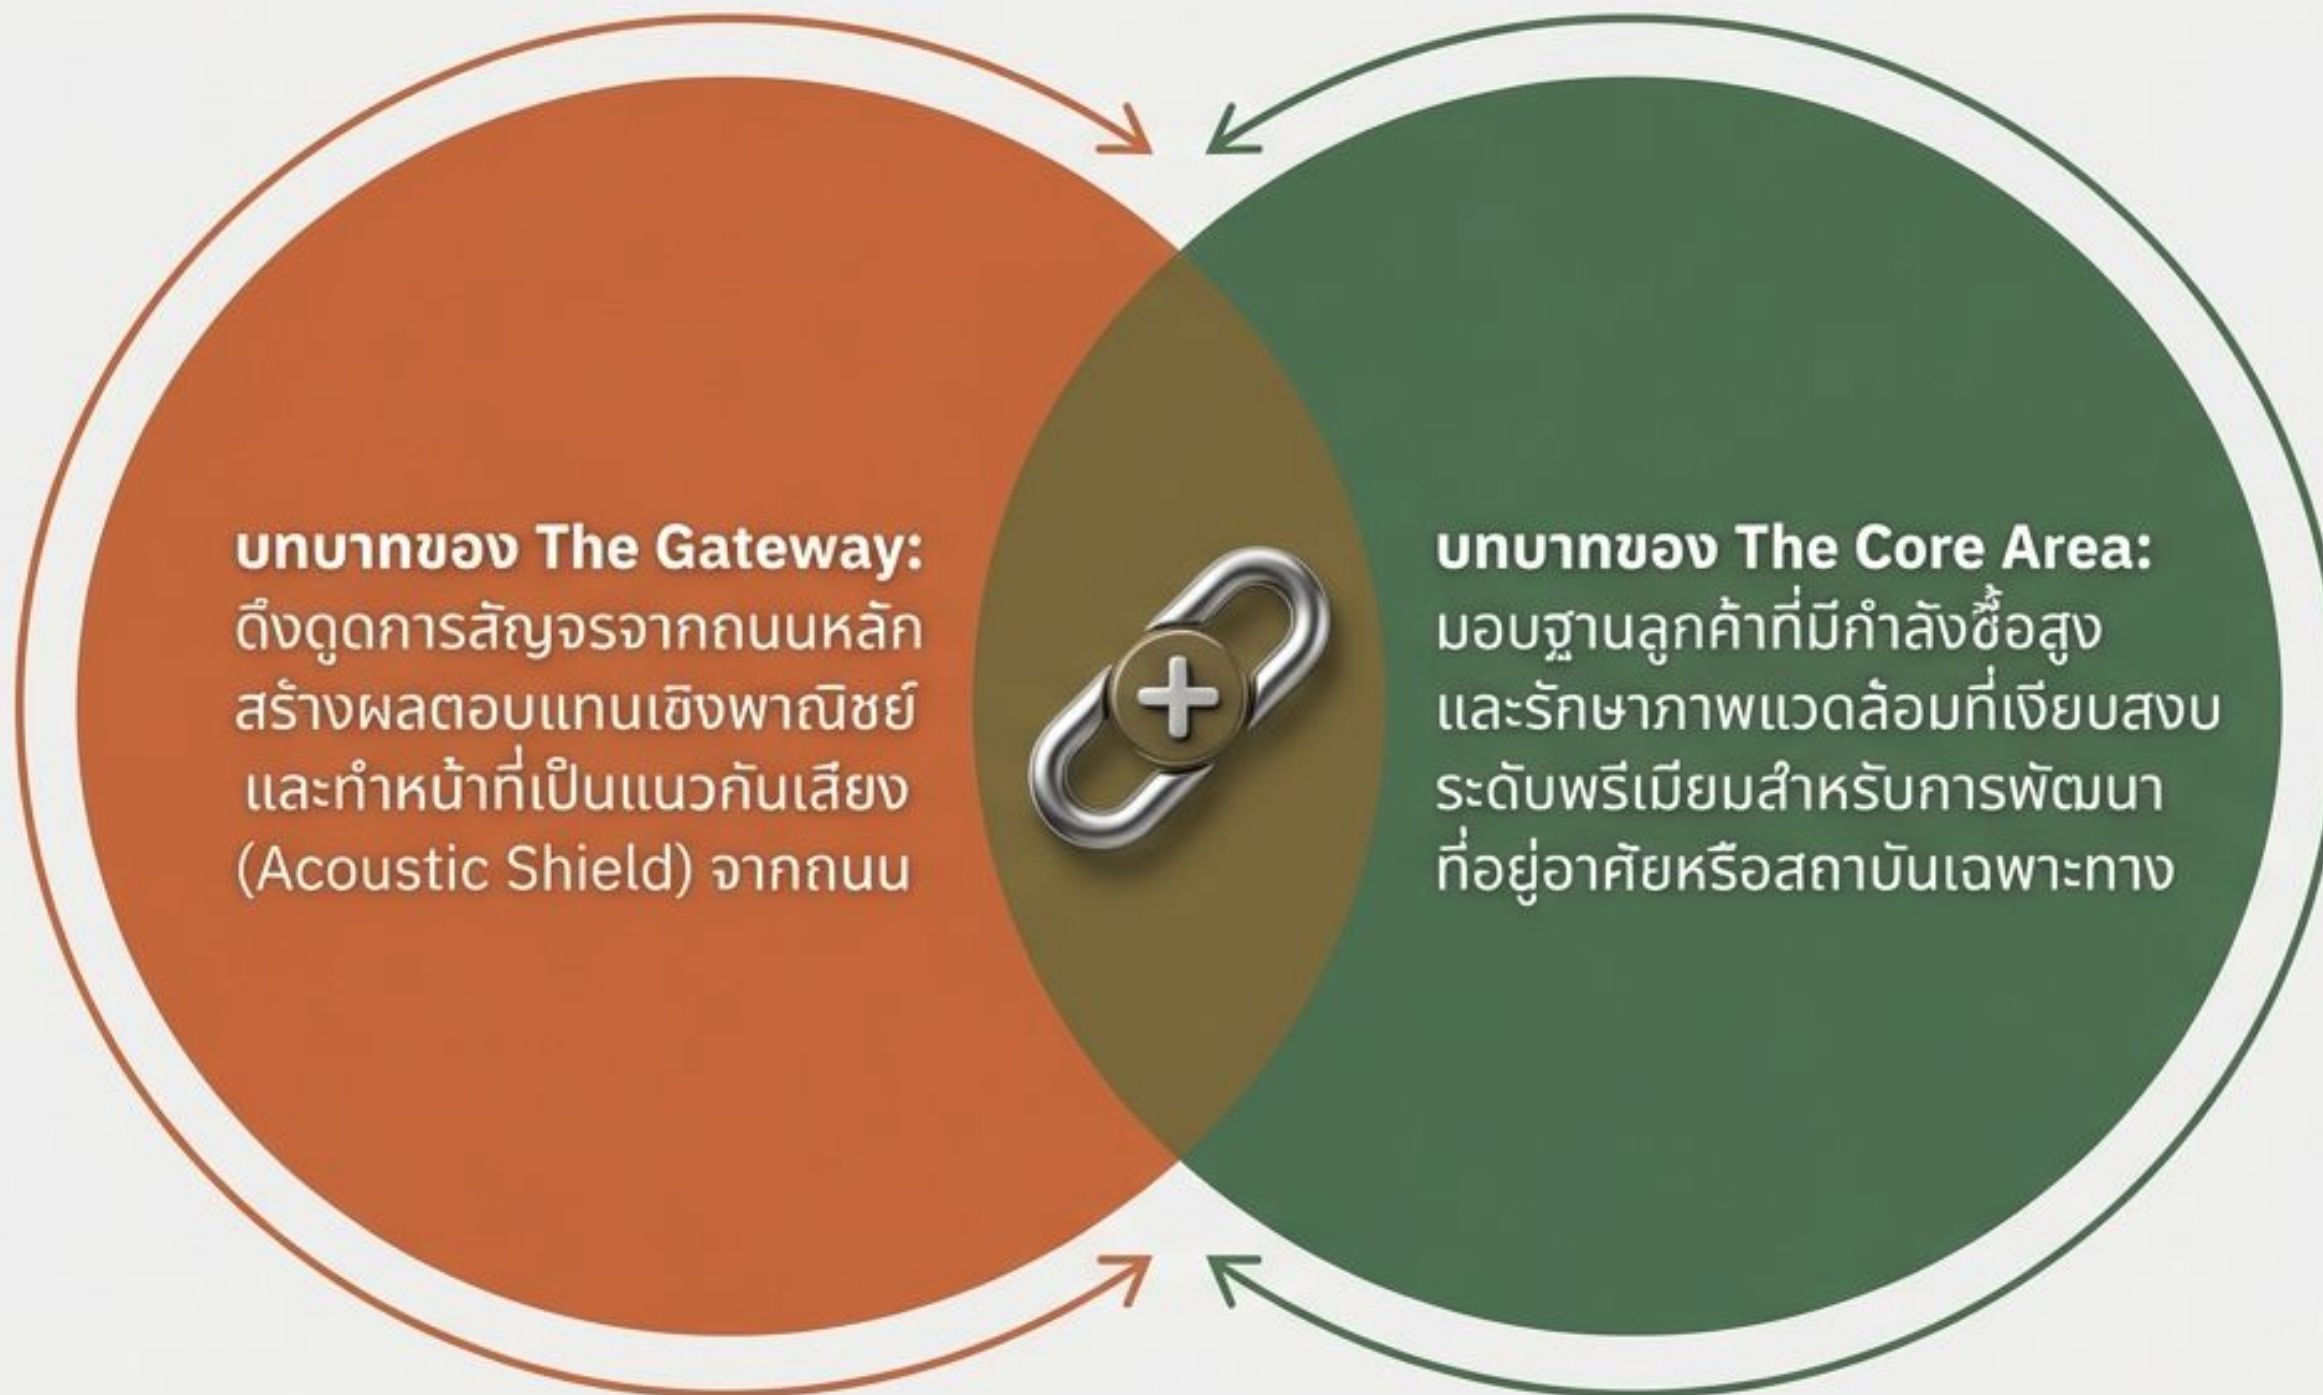 บทบาทของ The Gateway:
ดึงดูดการสัญจรจากถนนหลัก
สร้างผลตอบแทนเชิงพาณิชย์
และทำหน้าที่เป็นแนวกันเสียง
(Acoustic Shield) จากถนน
บทบาทของ The Core Area:
มอบฐานลูกค้าที่มีกำลังซื้อสูง
และรักษาภาพแวดล้อมที่เงียบสงบ
ระดับพรีเมียมสำหรับการพัฒนา
ที่อยู่อาศัยหรือสถาบันเฉพาะทาง